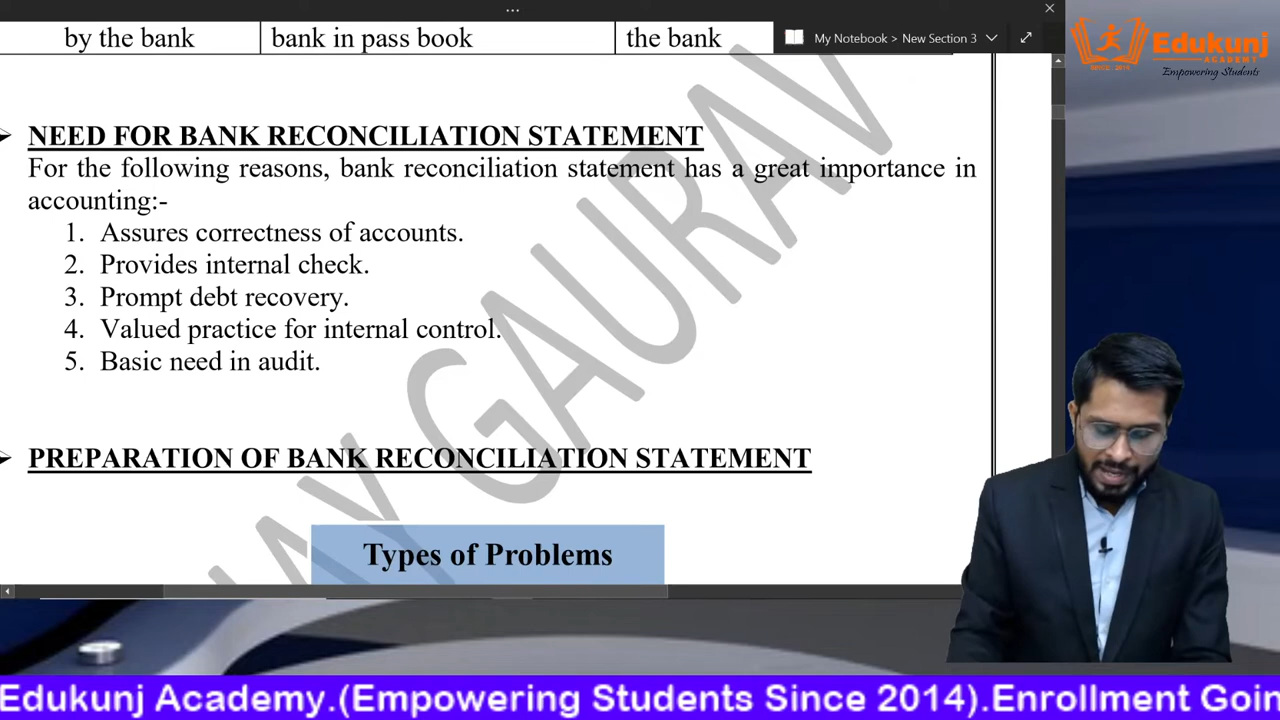 ...
by the bank
bank in pass book
the bank
My Notebook > New Section 3
Edukunj
ACADEMY
Empowering Students
NEED FOR BANK RECONCILIATION STATEMENT
For the following reasons, bank reconciliation statement has a great importance in
accounting:-
1. Assures correctness of accounts.
2. Provides internal check.
3. Prompt debt recovery.
4. Valued practice for internal control.
5. Basic need in audit.
PREPARATION OF BANK RECONCILIATION STATEMENT
Types of Problems
AY GAURAV
Edukunj Academy.(Empowering Students Since 2014).Enrollment Goin